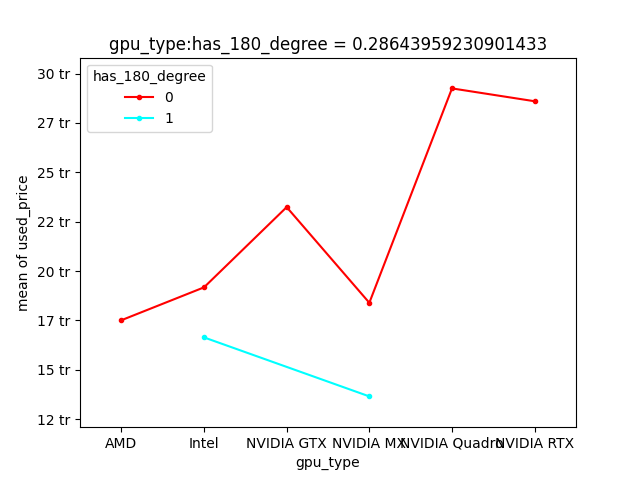 gpu_type:has_180_degree = 0.28643959230901433
has_180_degree
0
1
30 tr
27 tr
25 tr
22 tr
20 tr
17 tr
15 tr
12 tr
mean of used_price
AMD Intel NVIDIA GTX NVIDIA MX NVIDIA Quadro NVIDIA RTX
gpu_type